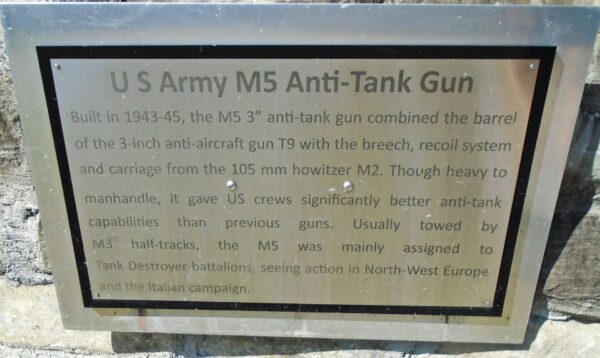 U S Army M5 Anti-Tank Gun
Built in 1943-45, the M5 3” anti-tank gun combined the barrel
of the 3-inch anti-aircraft gun T9 with the breech, recoil system
and carriage from the 105 mm howitzer M2. Though heavy to
manhandle, it gave US crews significantly better anti-tank
capabilities than previous guns. Usually towed by
M3 half-tracks, the M5 was mainly assigned to
Tank Destroyer battalions, seeing action in North-West Europe
and the Italian campaign.